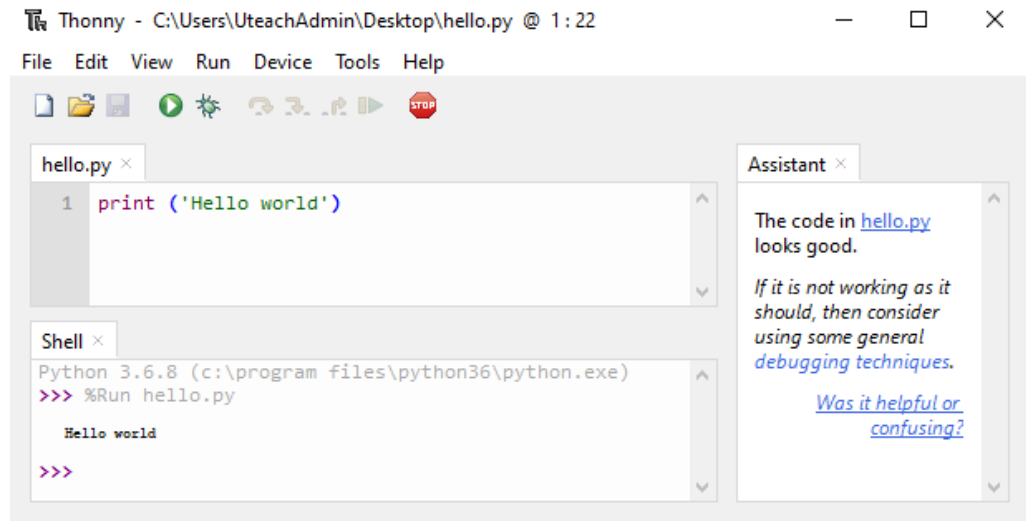 Thonny - C:\Users\UteachAdmin\Desktop\hello.py @ 1:22
File Edit View Run Device Tools Help
STOP
hello.py
1 print ('Hello world')
Shell
Python 3.6.8 (c:\program files\python36\python.exe)
>>> %Run hello.py
Hello world
>>>
Assistant
The code in hello.py
looks good.
If it is not working as it
should, then consider
using some general
debugging techniques.
Was it helpful or
confusing?